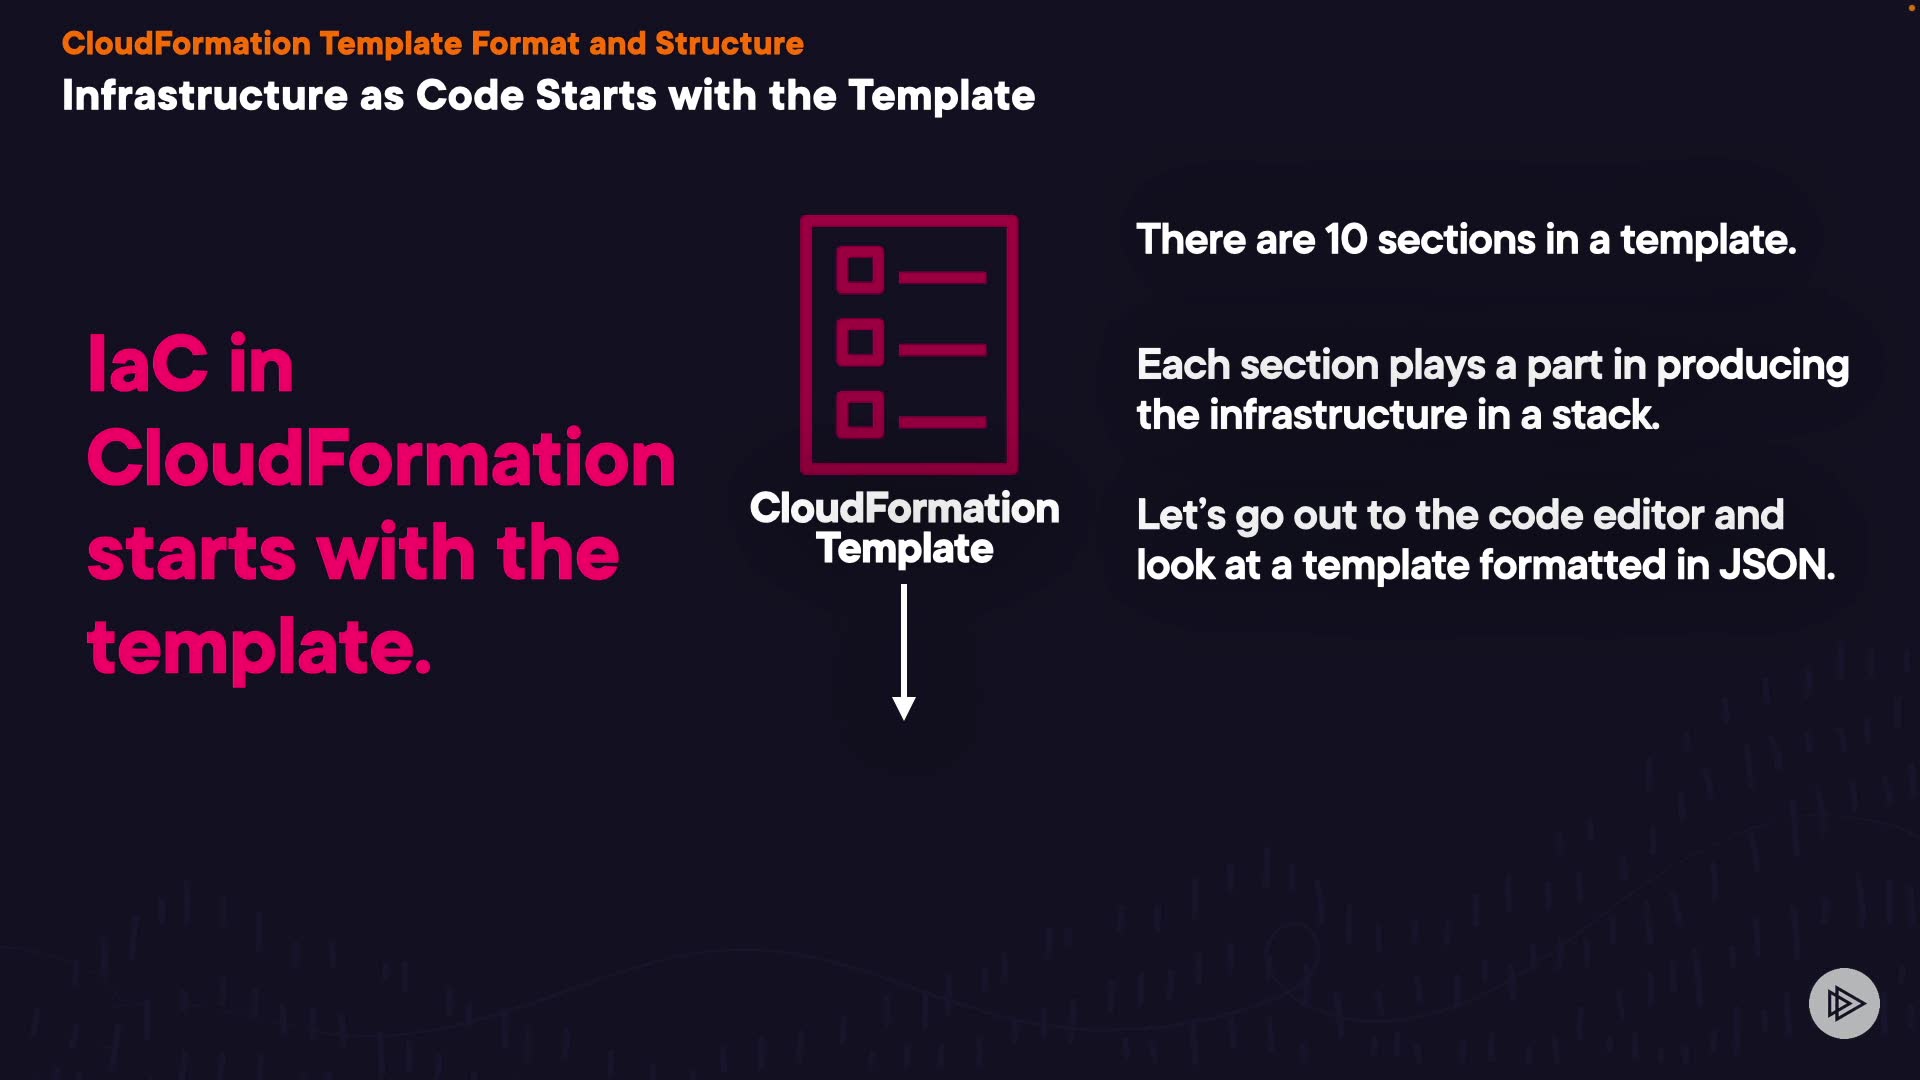 CloudFormation Template Format and Structure
Infrastructure as Code Starts with the Template
IaC in
CloudFormation
starts with the
template.
CloudFormation
Template
There are 10 sections in a template.
Each section plays a part in producing
the infrastructure in a stack.
Let’s go out to the code editor and
look at a template formatted in JSON.